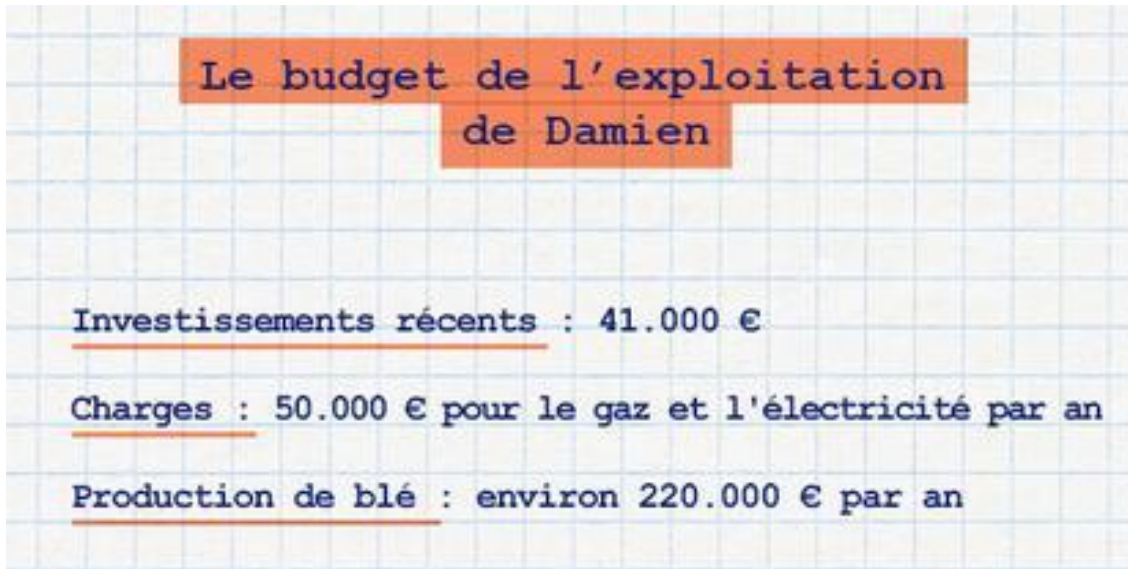 Le budget de l’exploitation
de Damien
Investissements récents : 41.000 €
Charges : 50.000 € pour le gaz et l'électricité par an
Production de blé : environ 220.000 € par an